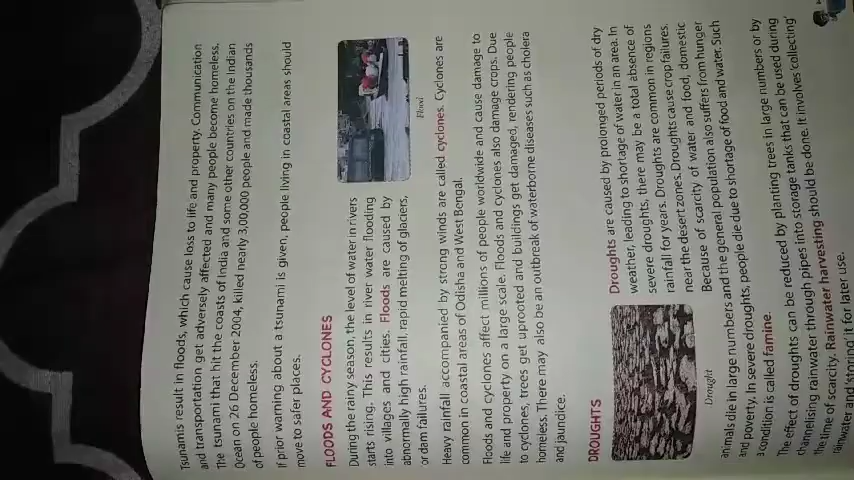 Tsunamis result in floods, which cause loss to life and property. Communication
and transportation get adversely affected and many people become homeless.
The tsunami that hit the coasts of India and some other countries on the Indian
Ocean on 26 December 2004, killed nearly 3,00,000 people and made thousands
of people homeless.
If prior warning about a tsunami is given, people living in coastal areas should
move to safer places.
FLOODS AND CYCLONES
During the rainy season, the level of water in rivers
starts rising. This results in river water flooding
into villages and cities. Floods are caused by
abnormally high rainfall, rapid melting of glaciers,
or dam failures.
Flood
Heavy rainfall accompanied by strong winds are called cyclones. Cyclones are
common in coastal areas of Odisha and West Bengal.
Floods and cyclones affect millions of people worldwide and cause damage to
life and property on a large scale. Floods and cyclones also damage crops. Due
to cyclones, trees get uprooted and buildings get damaged, rendering people
homeless. There may also be an outbreak of waterborne diseases such as cholera
and jaundice.
DROUGHTS
Droughts are caused by prolonged periods of dry
weather, leading to shortage of water in an area. In
severe droughts, there may be a total absence of
rainfall for years. Droughts are common in regions
near the desert zones. Droughts cause crop failures.
Because of scarcity of water and food, domestic
Drought
animals die in large numbers and the general population also suffers from hunger
and poverty. In severe droughts, people die due to shortage of food and water. Such
a condition is called famine.
The effect of droughts can be reduced by planting trees in large numbers or by
channelising rainwater through pipes into storage tanks that can be used during
the time of scarcity. Rainwater harvesting should be done. It involves 'collecting'
rainwater and 'storing' it for later use.